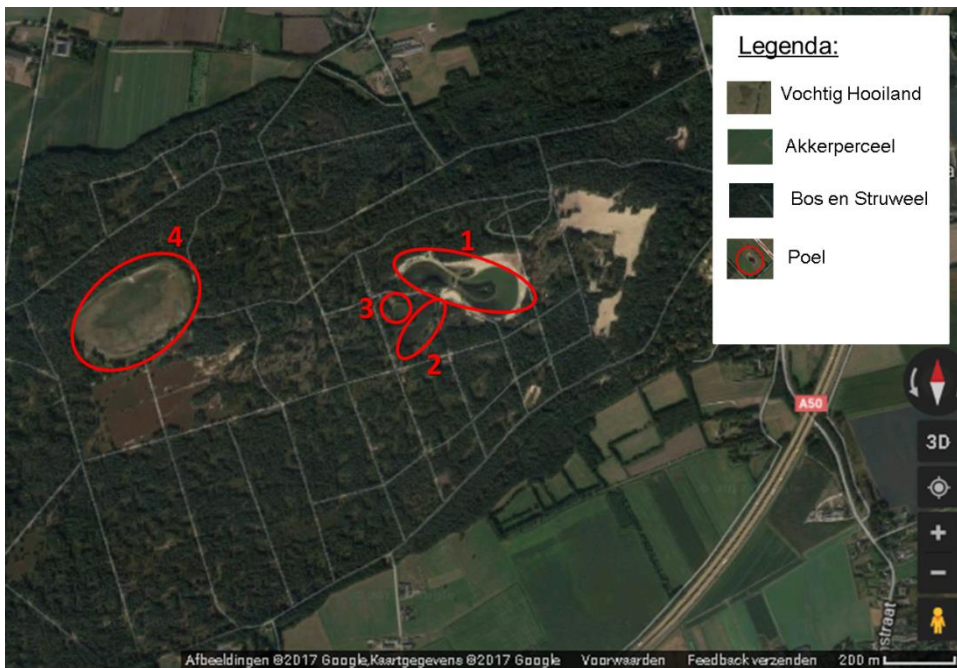 Legenda:
Vochtig Hooiland
Akkerperceel
Bos en Struweel
Poel
4
1
3
2
A50
3D
nstraat
Afbeeldingen ©2017 Google,Kaartgegevens ©2017 Google Voorwaarden Feedback verzenden 200 m